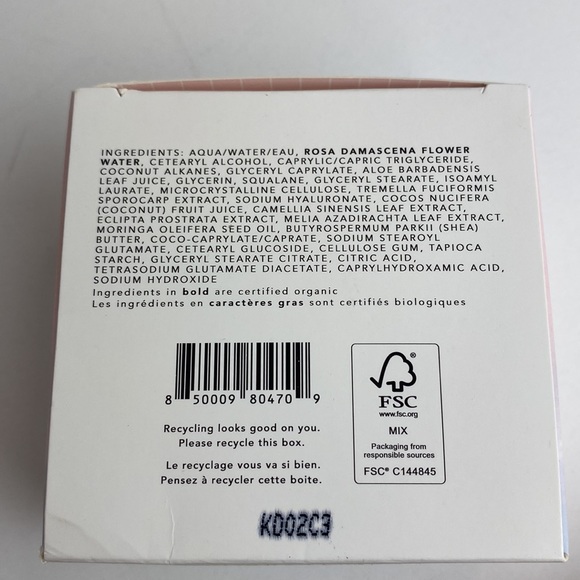 INGREDIENTS: AQUA/WATER/EAU, ROSA DAMASCENA FLOWER
WATER, CETEARYL ALCOHOL, CAPRYLIC/CAPRIC TRIGLYCERIDE,
COCONUT ALKANES, GLYCERYL CAPRYLATE, ALOE BARBADENSIS
LEAF JUICE, GLYCERIN, SQUALANE, GLYCERYL STEARATE, ISOAMYL
LAURATE, MICROCRYSTALLINE CELLULOSE, TREMELLA FUCIFORMIS
SPOROCARP EXTRACT, SODIUM HYALURONATE, COCOS NUCIFERA
(COCONUT) FRUIT JUICE, CAMELLIA SINENSIS LEAF EXTRACT,
ECLIPTA PROSTRATA EXTRACT, MELIA AZADIRACHTA LEAF EXTRACT,
MORINGA OLEIFERA SEED OIL, BUTYROSPERMUM PARKII (SHEA)
BUTTER, COCO-CAPRYLATE/CAPRATE, SODIUM STEAROYL
GLUTAMATE, CETEARYL GLUCOSIDE, CELLULOSE GUM, TAPIOCA
STARCH, GLYCERYL STEARATE CITRATE, CITRIC ACID,
TETRASODIUM GLUTAMATE DIACETATE, CAPRYLHYDROXAMIC ACID,
SODIUM HYDROXIDE
Ingredients in bold are certified organic
Les ingrédients en caractères gras sont certifiés biologiques
8 50009 80470 9
Recycling looks good on you.
Please recycle this box.
Le recyclage vous va si bien.
Pensez à recycler cette boite.
FSC
www.fsc.org
MIX
Packaging from
responsible sources
FSC® C144845
KD02C3